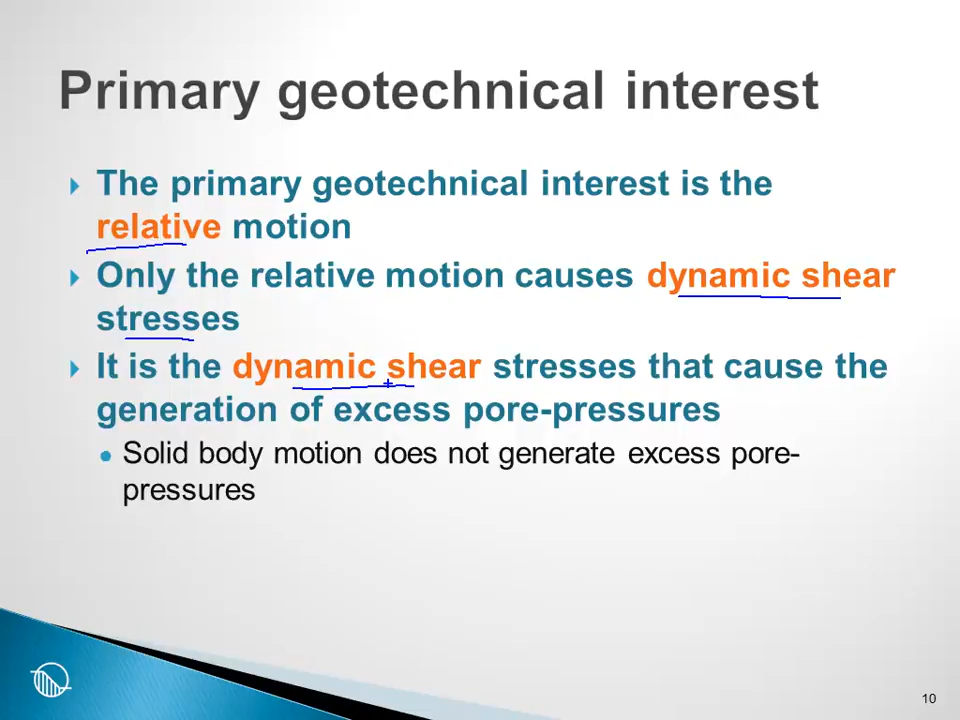 Primary geotechnical interest
The primary geotechnical interest is the
relative motion
Only the relative motion causes dynamic shear
stresses
It is the dynamic shear stresses that cause the
generation of excess pore-pressures
Solid body motion does not generate excess pore-
pressures
10